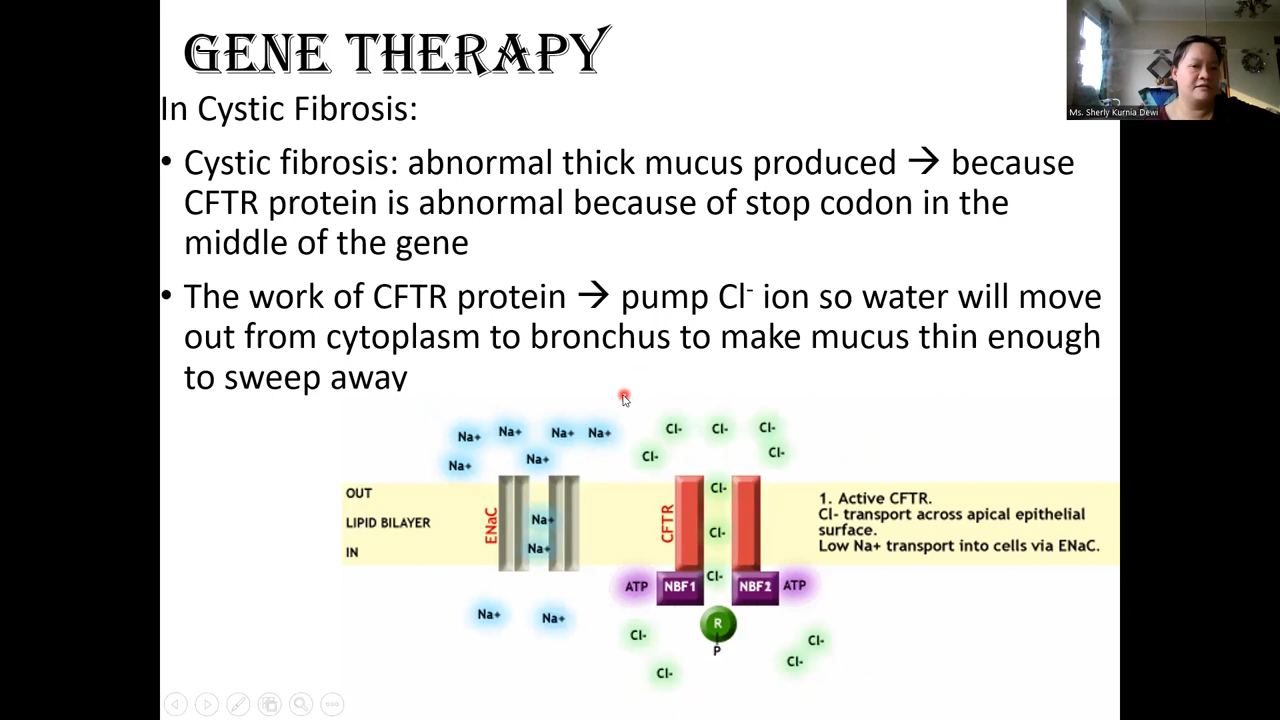 GENE THERAPY
In Cystic Fibrosis:
• Cystic fibrosis: abnormal thick mucus produced → because
CFTR protein is abnormal because of stop codon in the
middle of the gene
• The work of CFTR protein → pump Cl- ion so water will move
out from cytoplasm to bronchus to make mucus thin enough
to sweep away
Ms. Sherly Kurnia Dewi
Na+ Na+ Na+ Na+
Na+ Na+
Cl- Cl- Cl-
Cl- Cl-
OUT
LIPID BILAYER
IN
ENaC
Na+
Na+
Na+ Na+
CFTR
Cl-
Cl-
Cl-
ATP NBF1 NBF2 ATP
R
P
Cl- Cl-
Cl- Cl-
1. Active CFTR.
Cl- transport across apical epithelial
surface.
Low Na+ transport into cells via ENaC.